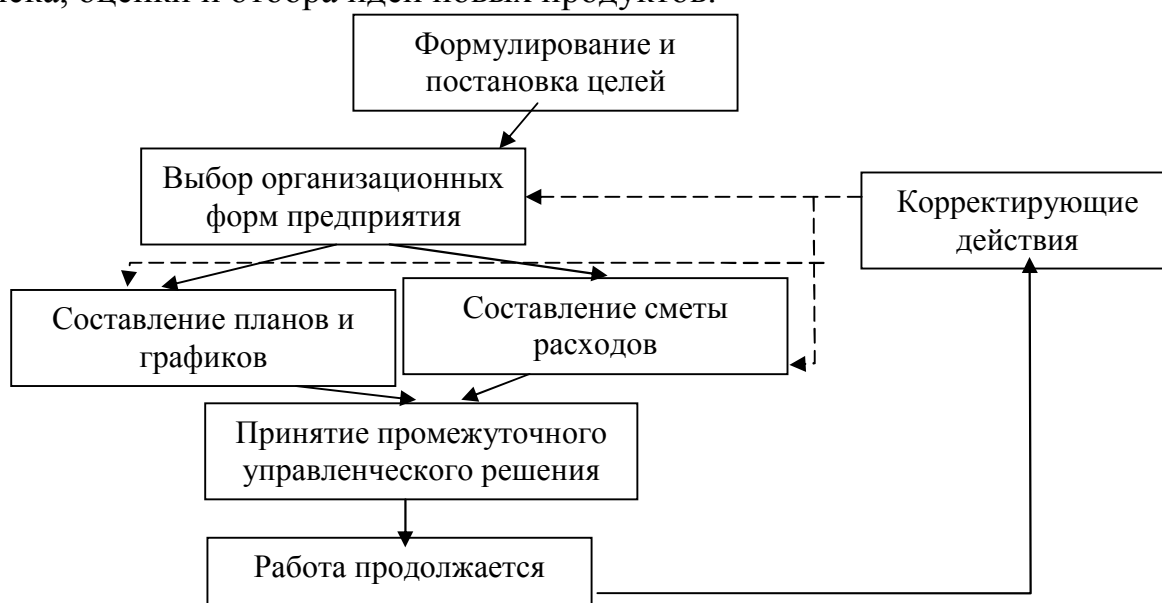 оценки и отбора идей новых продуктов.
Формулирование и
постановка целей
Выбор организационных
форм предприятия
Корректирующие
действия
Составление планов и
графиков
Составление сметы
расходов
Принятие промежуточного
управленческого решения
Работа продолжается